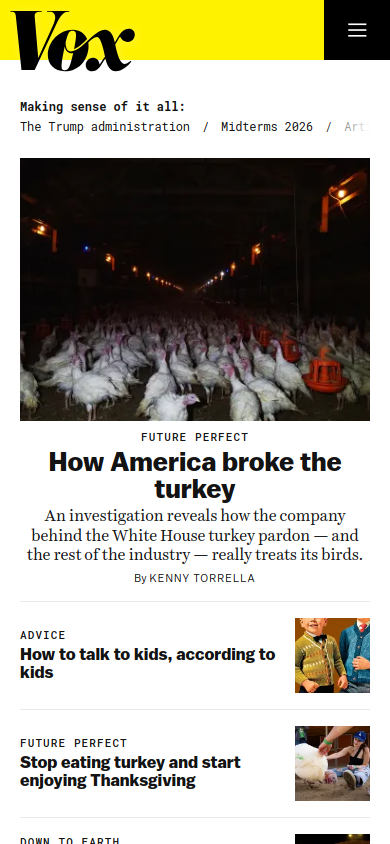 Vox
Making sense of it all:
The Trump administration / Midterms 2026 /
FUTURE PERFECT
How America broke the
turkey
An investigation reveals how the company
behind the White House turkey pardon — and
the rest of the industry — really treats its birds.
By KENNY TORRELLA
ADVICE
How to talk to kids, according to
kids
FUTURE PERFECT
Stop eating turkey and start
enjoying Thanksgiving
DOWN TO EARTH